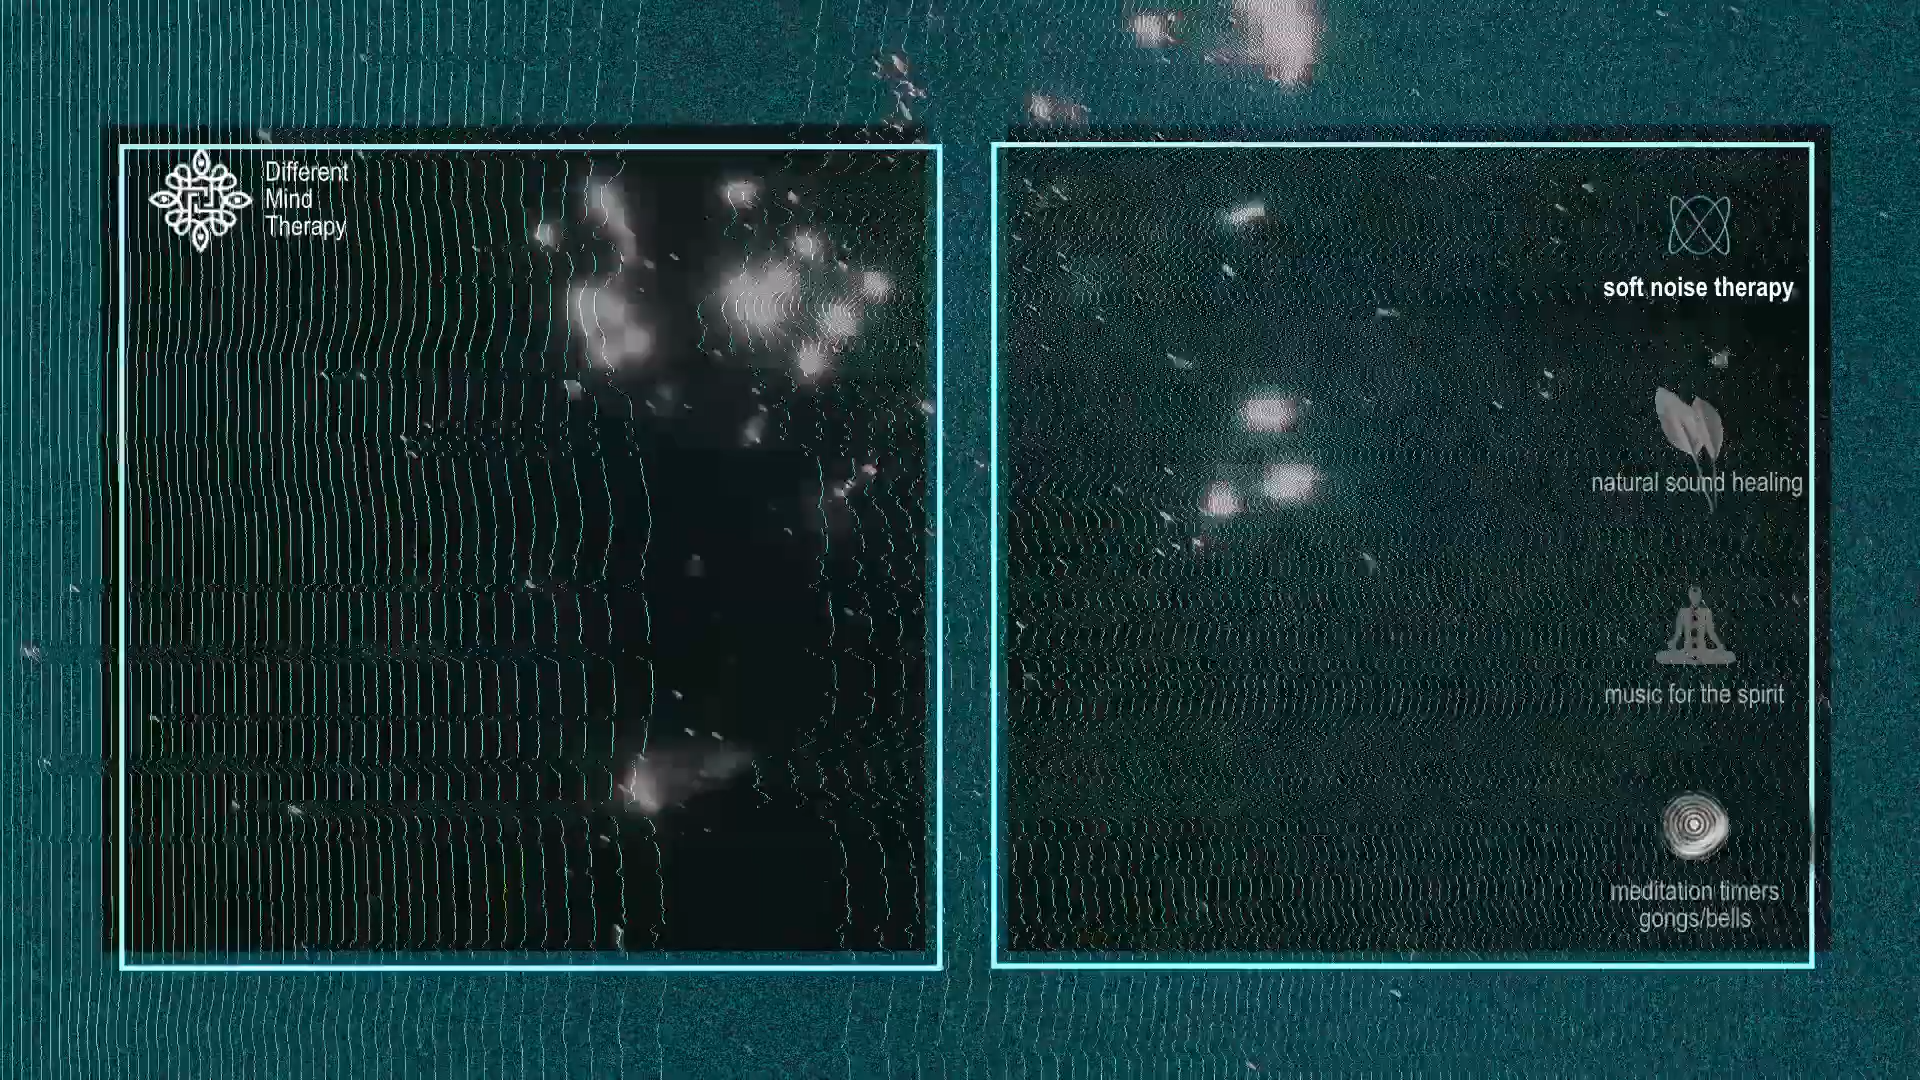 Different
Mind
Therapy
soft noise therapy
natural sound healing
music for the spirit
meditation timers
gongs/bells